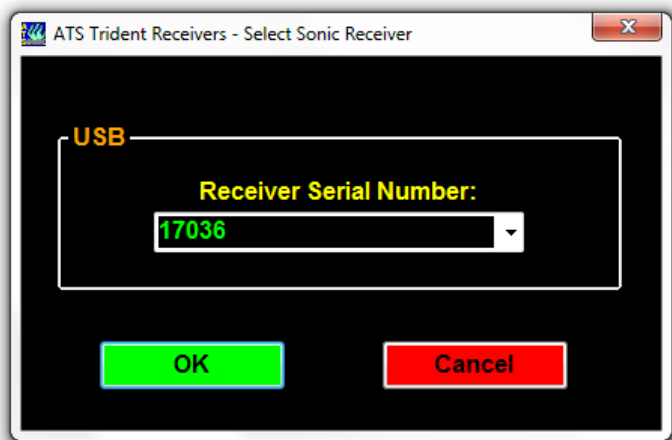 ATS Trident Receivers - Select Sonic Receiver
USB
Receiver Serial Number:
17036
OK
Cancel